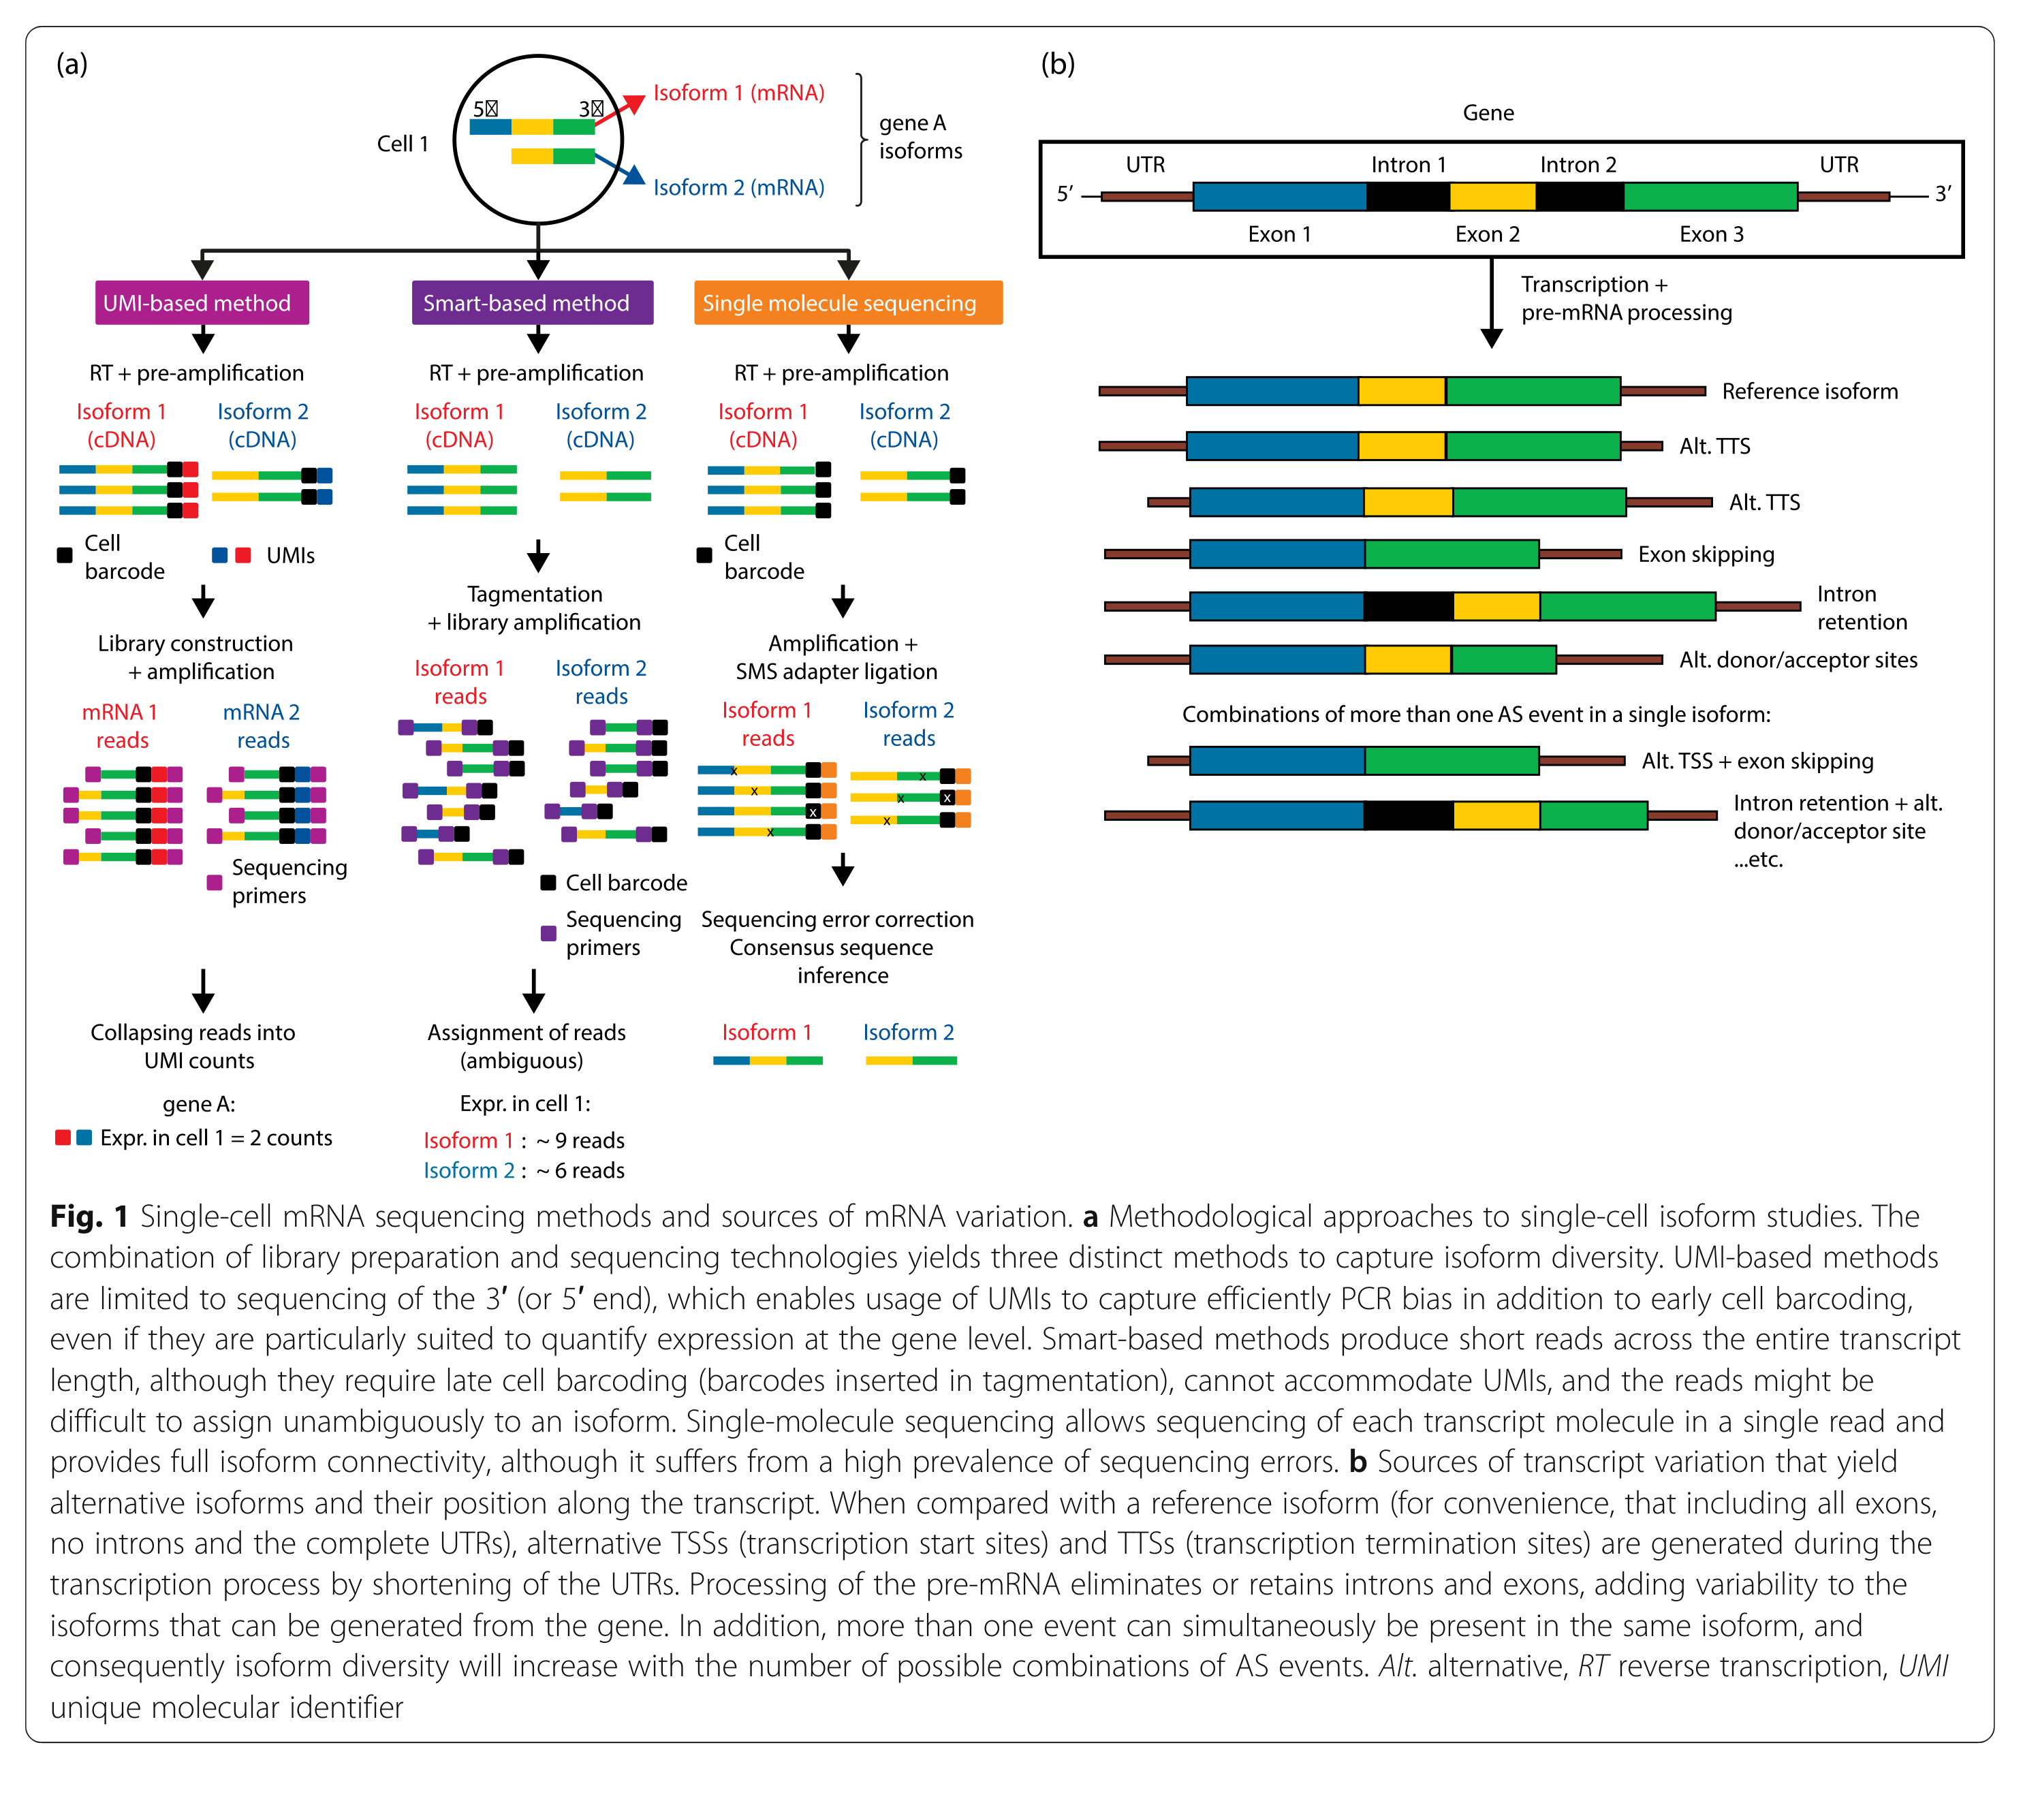 (a)
5▯ 3▯
Cell 1
Isoform 1 (mRNA)
Isoform 2 (mRNA)
gene A
isoforms
UMI-based method
RT + pre-amplification
Isoform 1
(cDNA)
Isoform 2
(cDNA)
Cell
barcode
UMIs
Library construction
+ amplification
mRNA 1
reads
mRNA 2
reads
Sequencing
primers
Collapsing reads into
UMI counts
gene A:
Expr. in cell 1 = 2 counts
Smart-based method
RT + pre-amplification
Isoform 1
(cDNA)
Isoform 2
(cDNA)
Tagmentation
+ library amplification
Isoform 1
reads
Isoform 2
reads
Cell barcode
Sequencing
primers
Assignment of reads
(ambiguous)
Expr. in cell 1:
Isoform 1 : ~ 9 reads
Isoform 2 : ~ 6 reads
Single molecule sequencing
RT + pre-amplification
Isoform 1
(cDNA)
Isoform 2
(cDNA)
Cell
barcode
Amplification +
SMS adapter ligation
Isoform 1
reads
Isoform 2
reads
x
x
x
x
x
x
x
x
Sequencing error correction
Consensus sequence
inference
Isoform 1
Isoform 2
(b)
Gene
UTR Intron 1 Intron 2 UTR
5′ 3′
Exon 1 Exon 2 Exon 3
Transcription +
pre-mRNA processing
Reference isoform
Alt. TTS
Alt. TTS
Exon skipping
Intron
retention
Alt. donor/acceptor sites
Combinations of more than one AS event in a single isoform:
Alt. TSS + exon skipping
Intron retention + alt.
donor/acceptor site
...etc.
Fig. 1 Single-cell mRNA sequencing methods and sources of mRNA variation. a Methodological approaches to single-cell isoform studies. The
combination of library preparation and sequencing technologies yields three distinct methods to capture isoform diversity. UMI-based methods
are limited to sequencing of the 3′ (or 5′ end), which enables usage of UMIs to capture efficiently PCR bias in addition to early cell barcoding,
even if they are particularly suited to quantify expression at the gene level. Smart-based methods produce short reads across the entire transcript
length, although they require late cell barcoding (barcodes inserted in tagmentation), cannot accommodate UMIs, and the reads might be
difficult to assign unambiguously to an isoform. Single-molecule sequencing allows sequencing of each transcript molecule in a single read and
provides full isoform connectivity, although it suffers from a high prevalence of sequencing errors. b Sources of transcript variation that yield
alternative isoforms and their position along the transcript. When compared with a reference isoform (for convenience, that including all exons,
no introns and the complete UTRs), alternative TSSs (transcription start sites) and TTSs (transcription termination sites) are generated during the
transcription process by shortening of the UTRs. Processing of the pre-mRNA eliminates or retains introns and exons, adding variability to the
isoforms that can be generated from the gene. In addition, more than one event can simultaneously be present in the same isoform, and
consequently isoform diversity will increase with the number of possible combinations of AS events. Alt. alternative, RT reverse transcription, UMI
unique molecular identifier